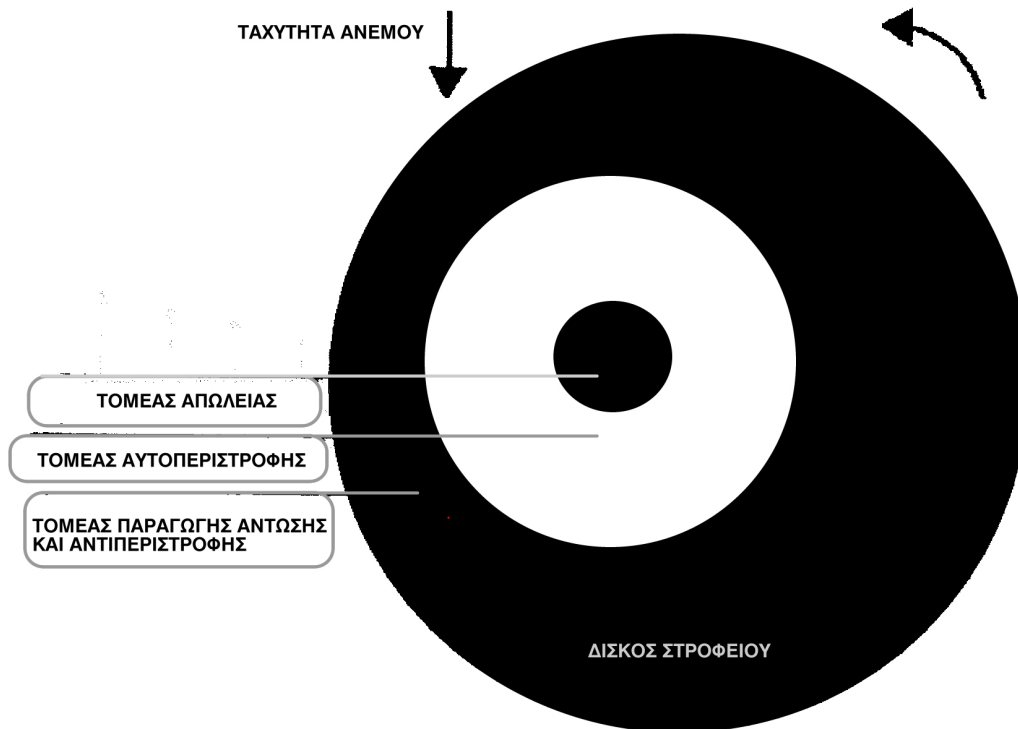 ΤΑΧΥΤΗΤΑ ΑΝΕΜΟΥ
ΤΟΜΕΑΣ ΑΠΩΛΕΙΑΣ
ΤΟΜΕΑΣ ΑΥΤΟΠΕΡΙΣΤΡΟΦΗΣ
ΤΟΜΕΑΣ ΠΑΡΑΓΩΓΗΣ ΑΝΤΩΣΗΣ
ΚΑΙ ΑΝΤΙΠΕΡΙΣΤΡΟΦΗΣ
ΔΙΣΚΟΣ ΣΤΡΟΦΕΙΟΥ